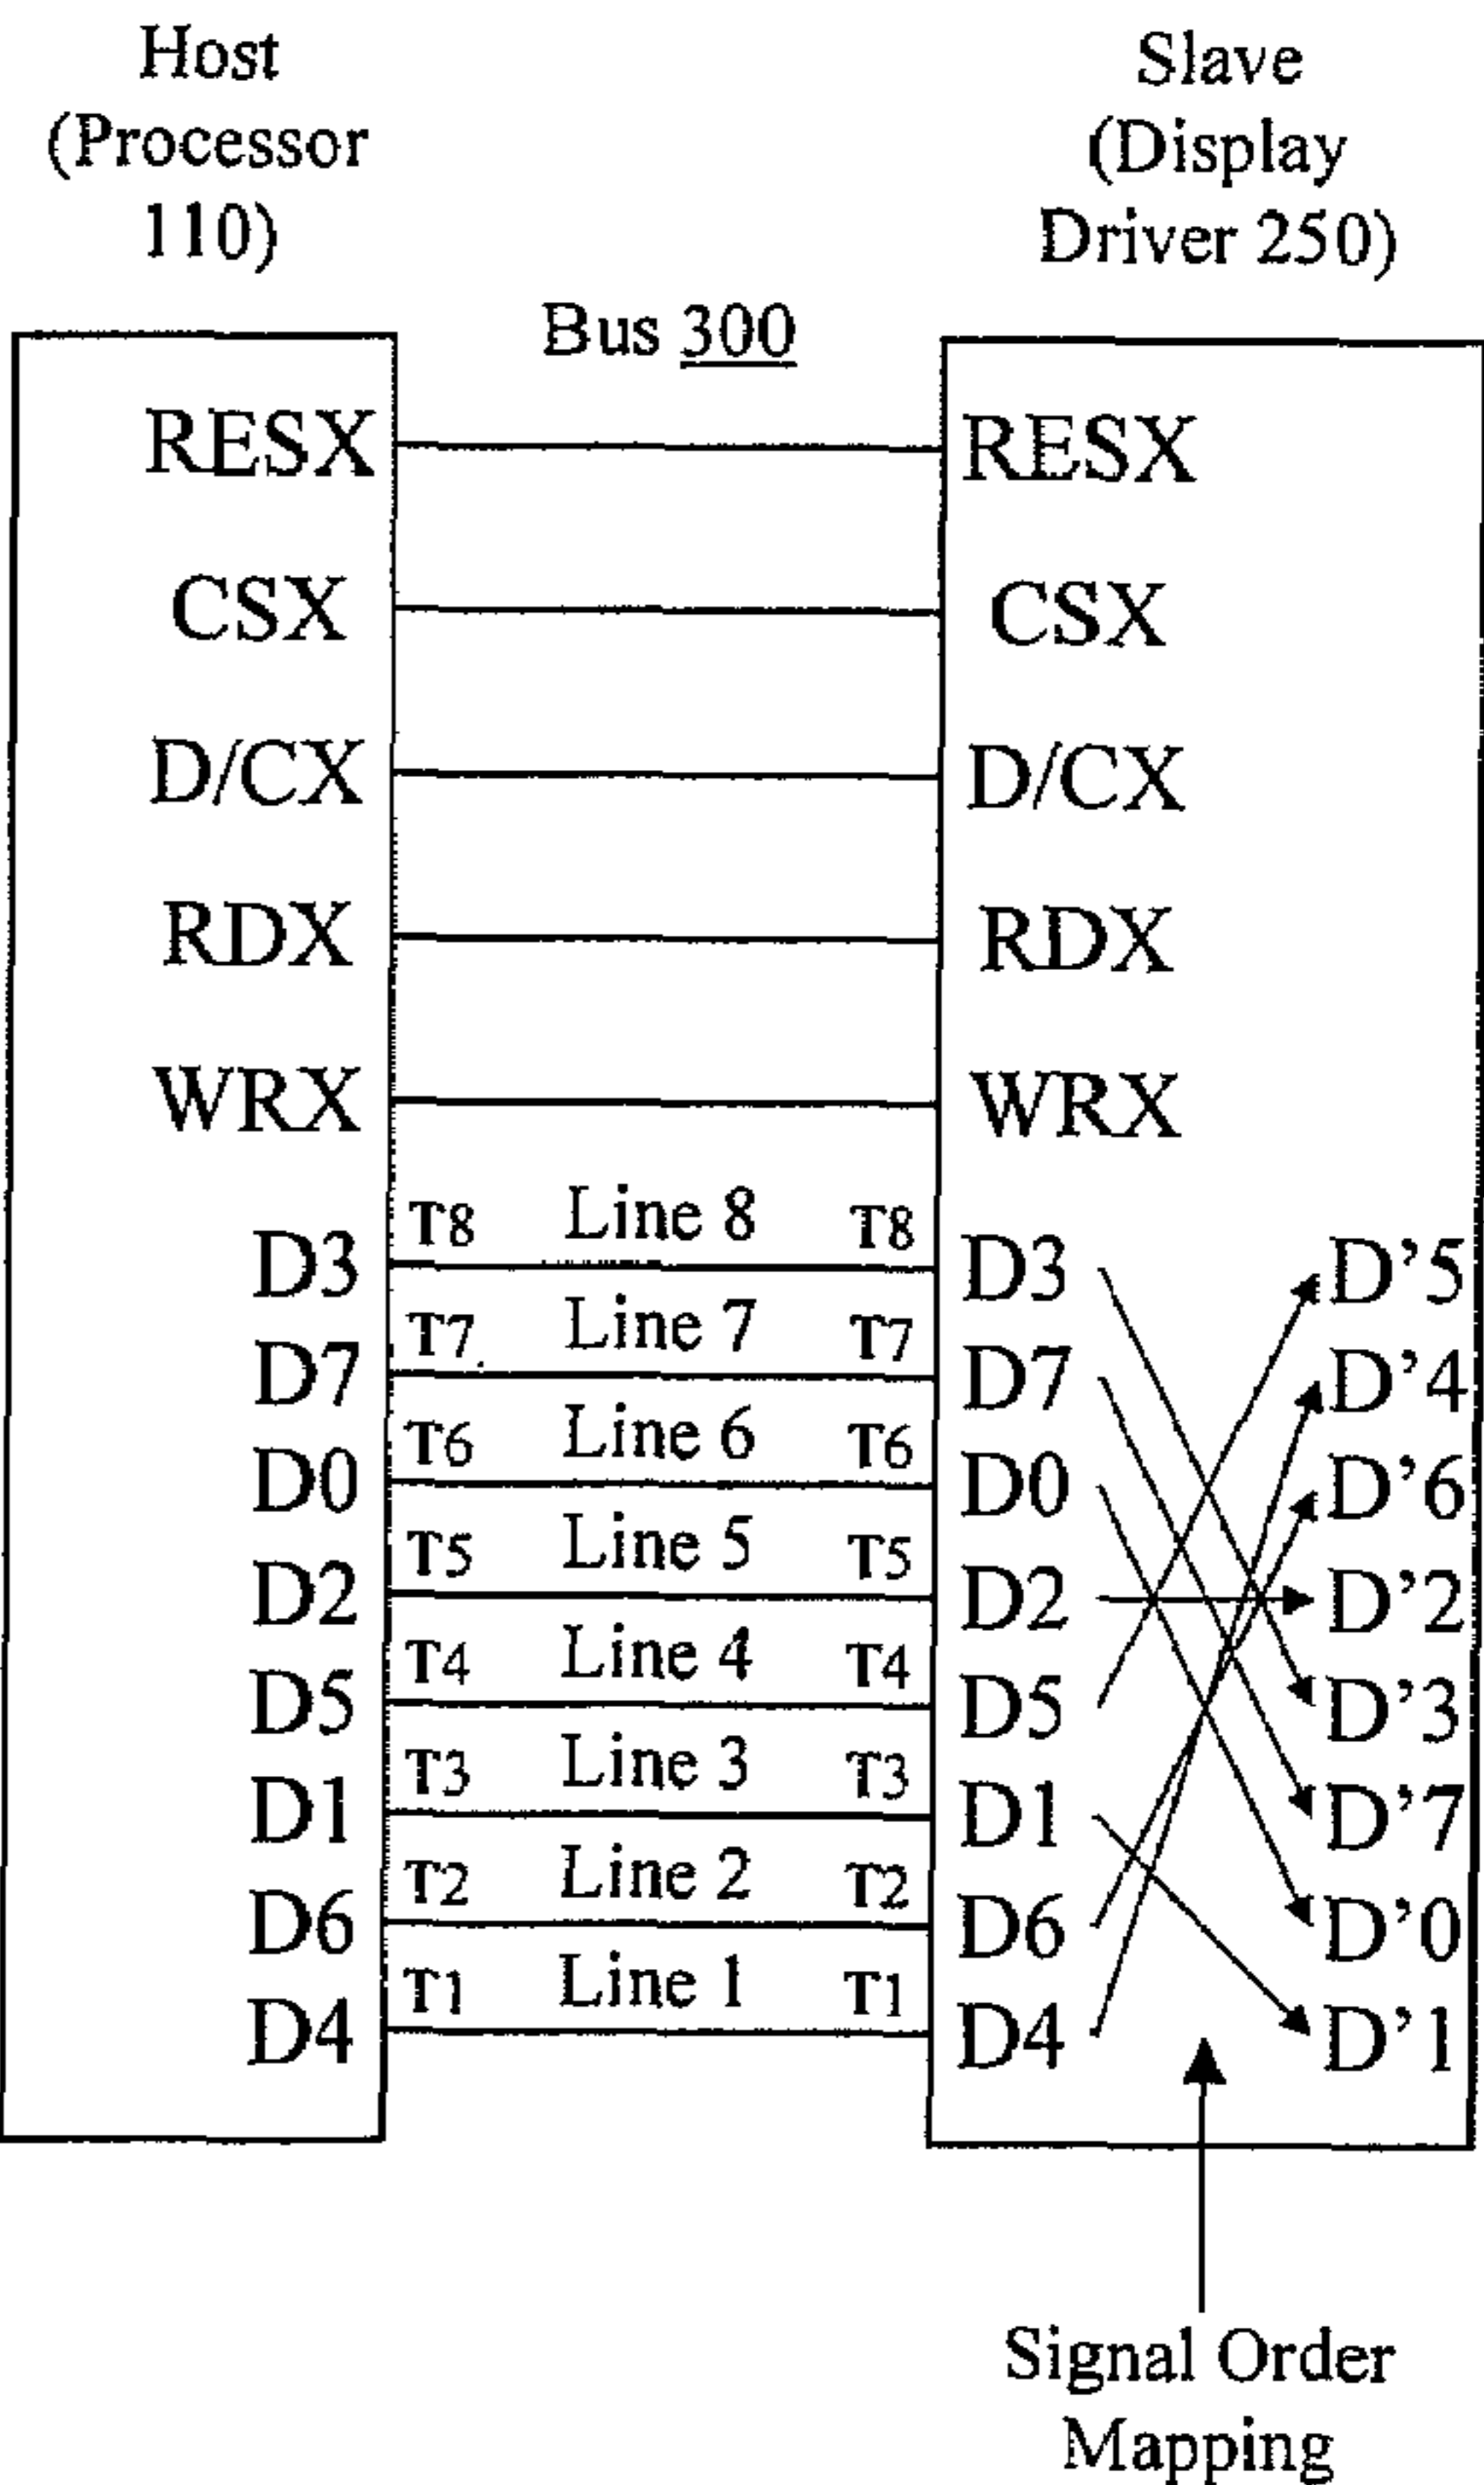 Host
(Processor
110)
Slave
(Display
Driver 250)
Bus 300
RESX RESX
CSX CSX
D/CX D/CX
RDX RDX
WRX WRX
D3 T8 Line 8 T8 D3 D'5
D7 T7 Line 7 T7 D7 D'4
D0 T6 Line 6 T6 D0 D'6
D2 T5 Line 5 T5 D2 D'2
D5 T4 Line 4 T4 D5 D'3
D1 T3 Line 3 T3 D1 D'7
D6 T2 Line 2 T2 D6 D'0
D4 T1 Line 1 T1 D4 D'1
Signal Order
Mapping